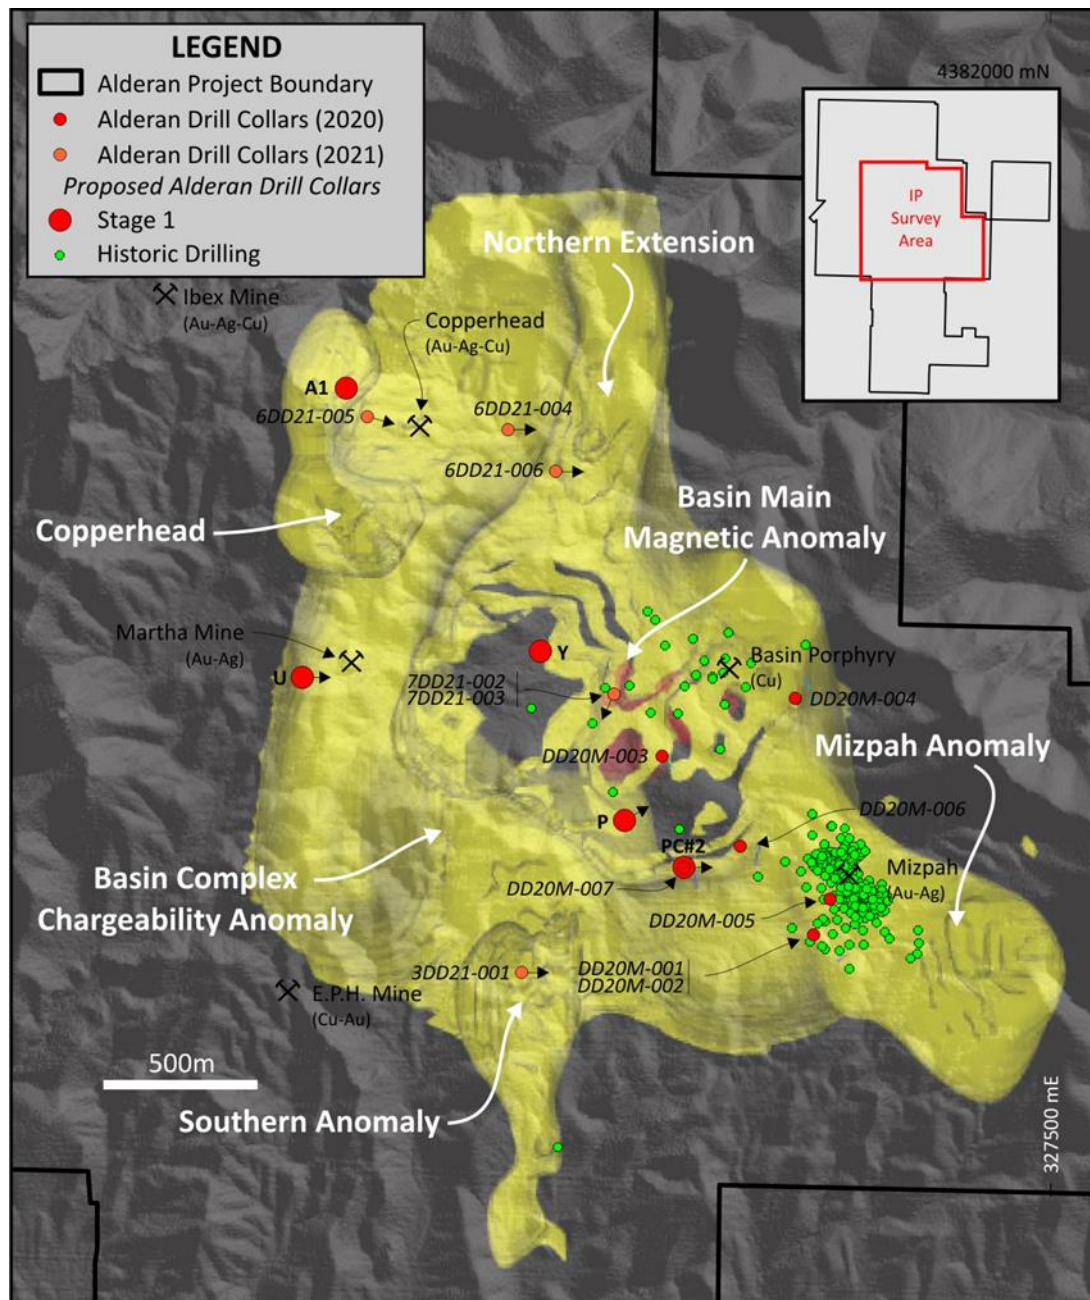 LEGEND
Alderan Project Boundary
Alderan Drill Collars (2020)
Alderan Drill Collars (2021)
Proposed Alderan Drill Collars
Stage 1
Historic Drilling
4382000 mN
IP
Survey
Area
Northern Extension
Ibex Mine
(Au-Ag-Cu)
Copperhead
(Au-Ag-Cu)
A1
6DD21-005
6DD21-004
6DD21-006
Copperhead
Basin Main
Magnetic Anomaly
Martha Mine
(Au-Ag)
U
Y
Basin Porphyry
(Cu)
7DD21-002
7DD21-003
DD20M-004
DD20M-003
Mizpah Anomaly
P
DD20M-006
PC#2
Mizpah
(Au-Ag)
Basin Complex
Chargeability Anomaly
DD20M-007
DD20M-005
3DD21-001
DD20M-001
DD20M-002
E.P.H. Mine
(Cu-Au)
500m
Southern Anomaly
327500 mE